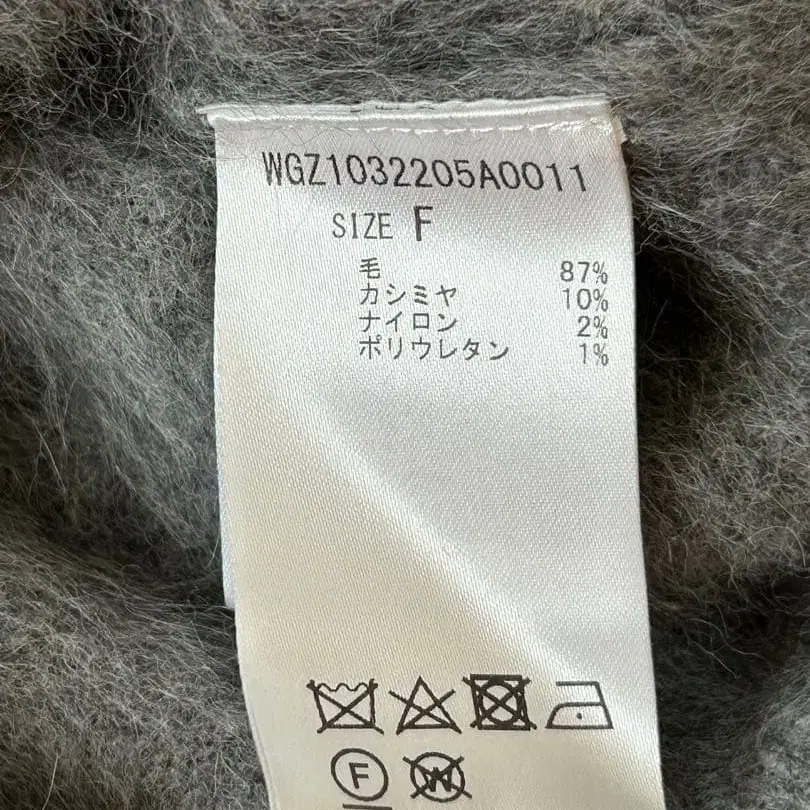 WGZ1032205A0011
SIZE F
毛 87%
カシミヤ 10%
ナイロン 2%
ポリウレタン 1%
F W